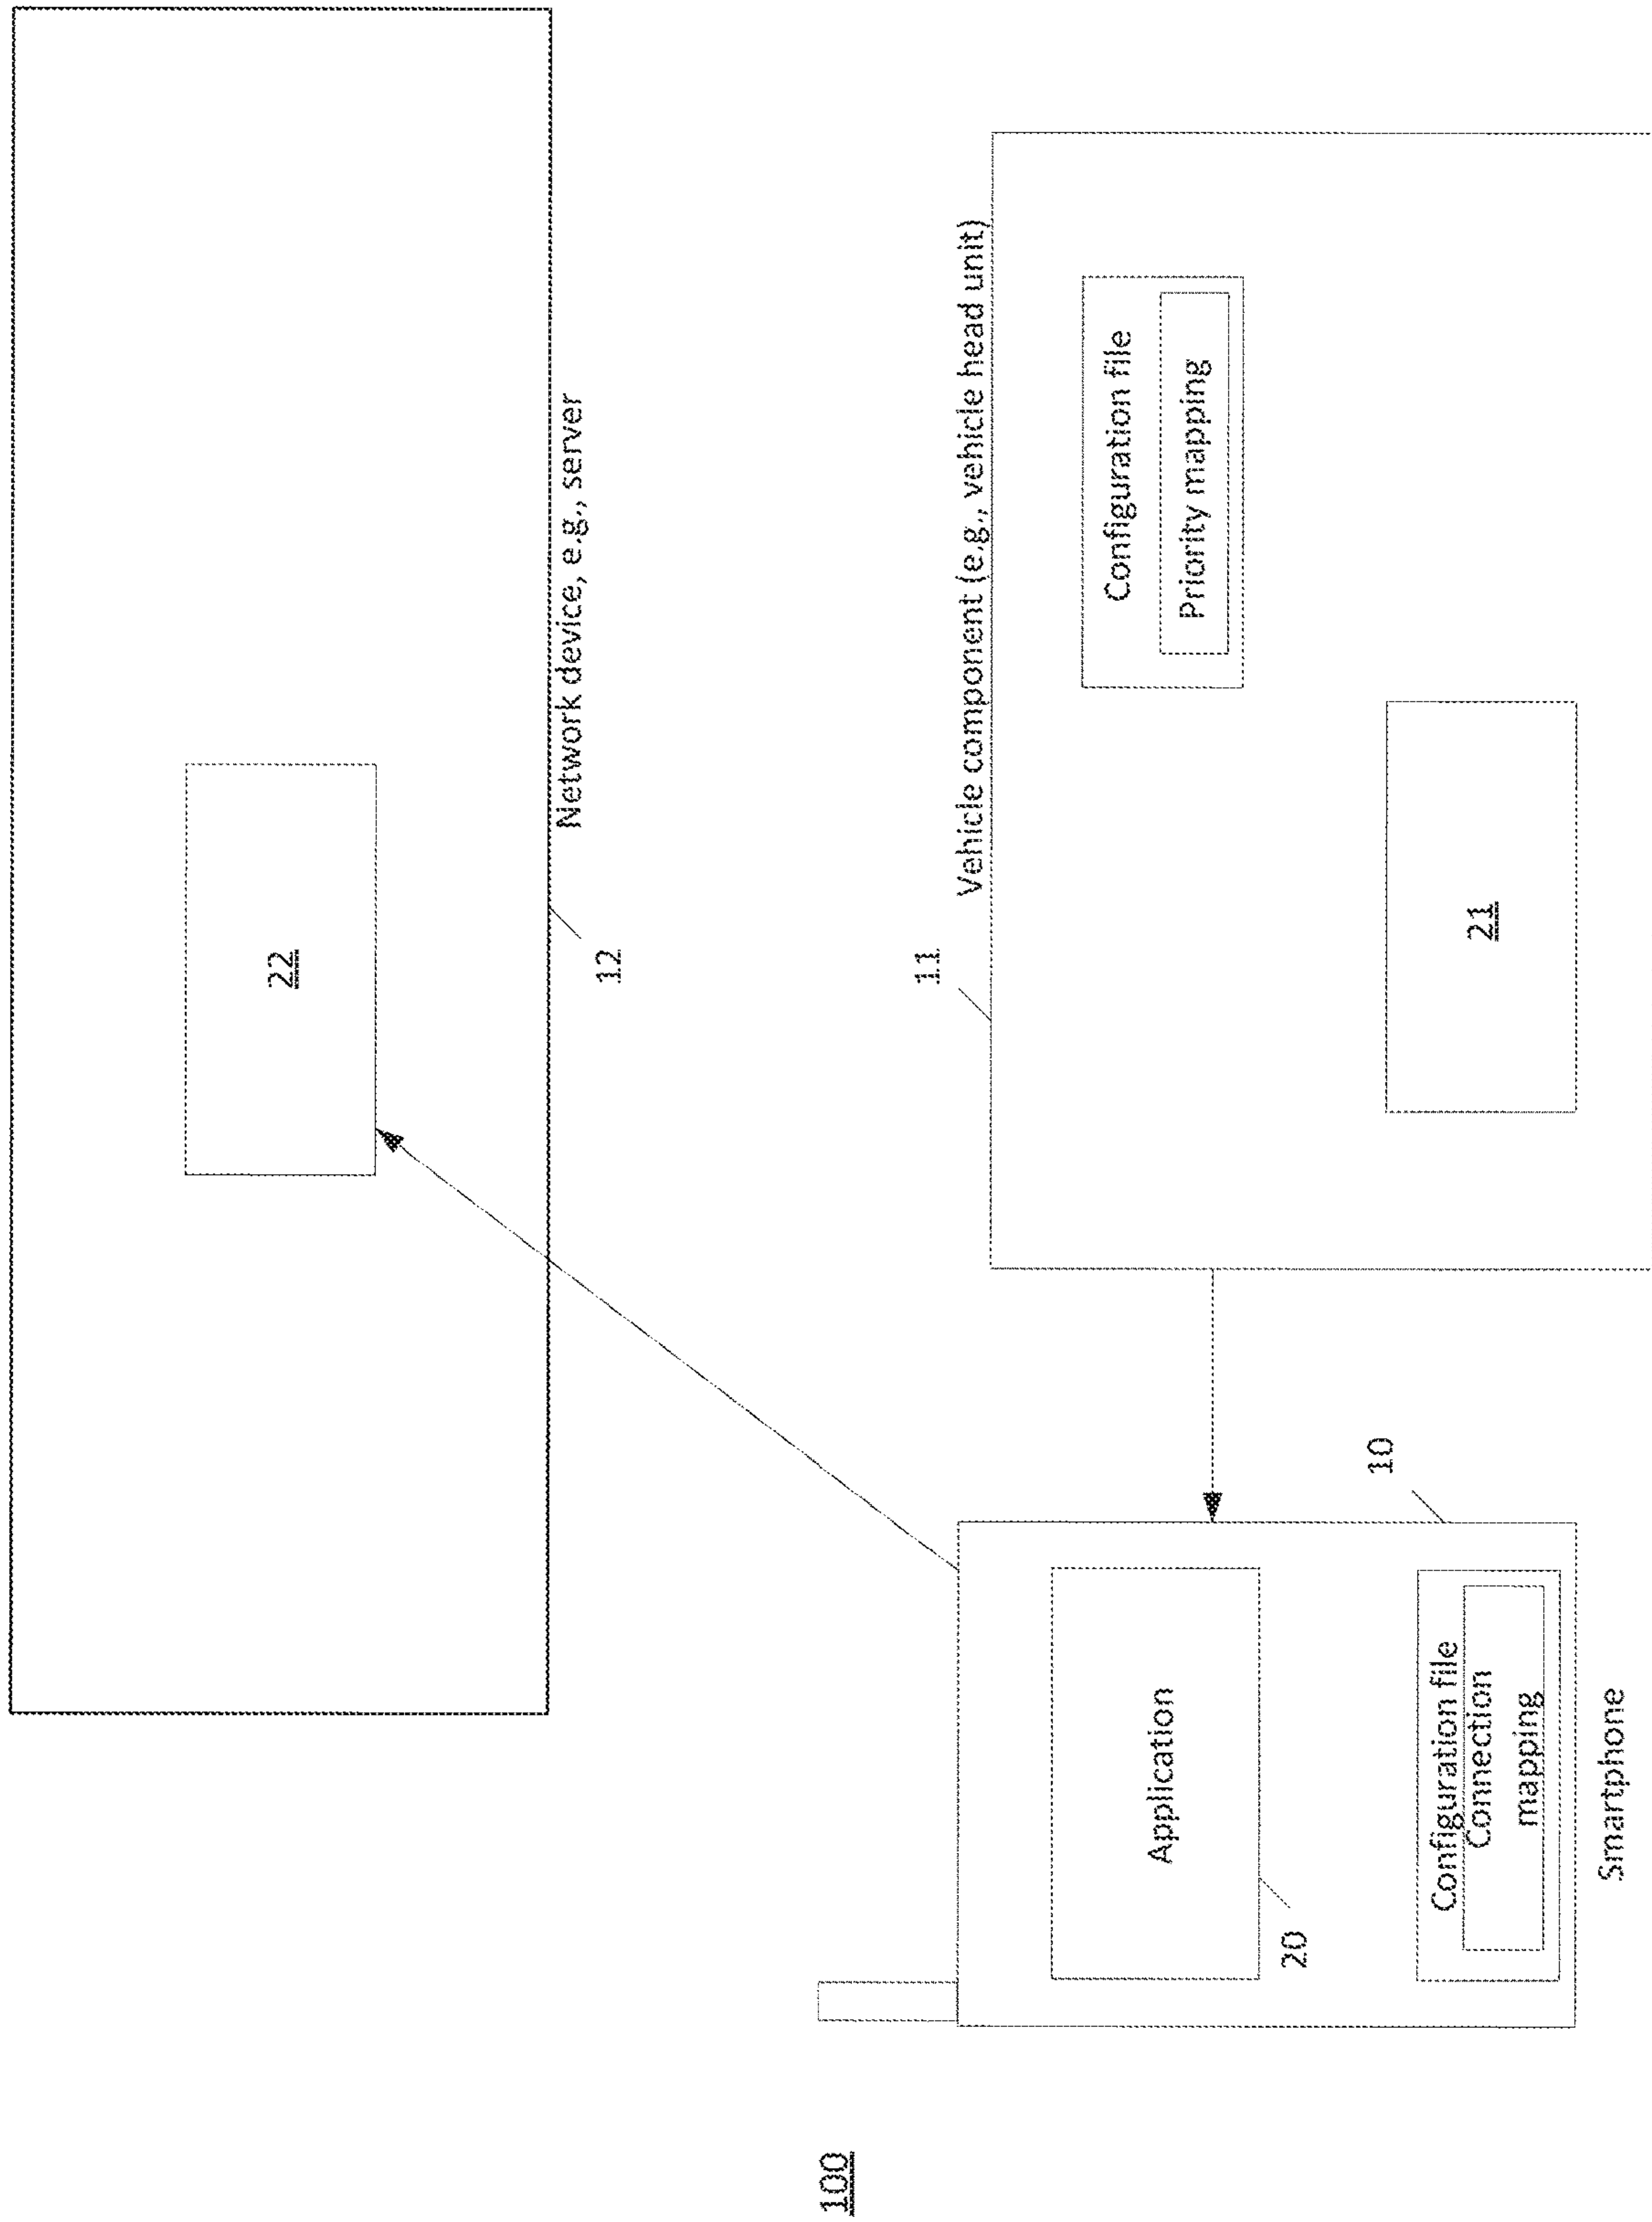 100
22
Network device, e.g., server
12
Vehicle component (e.g., vehicle head unit)
11
Configuration file
Priority mapping
21
10
Application
20
Configuration file
Connection
mapping
Smartphone